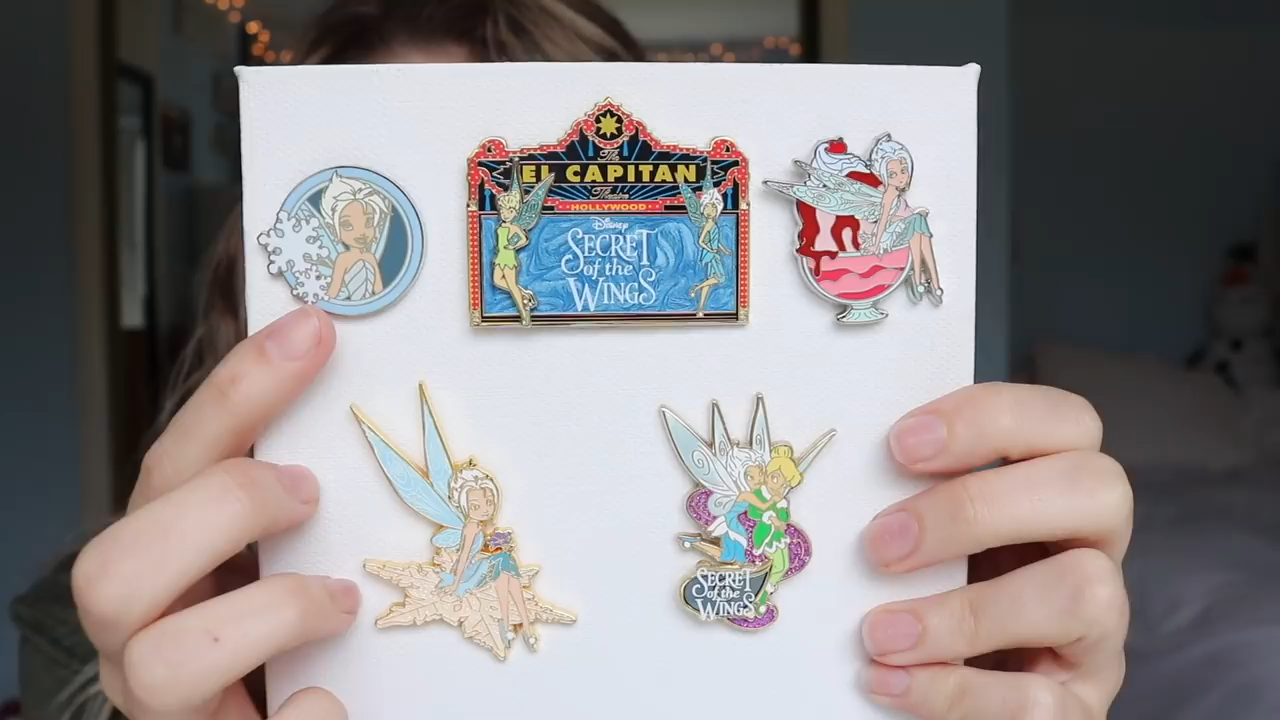 The
EL CAPITAN
Theatre
HOLLYWOOD
Disney
SECRET
of the
WINGS
SECRET
of the
WINGS